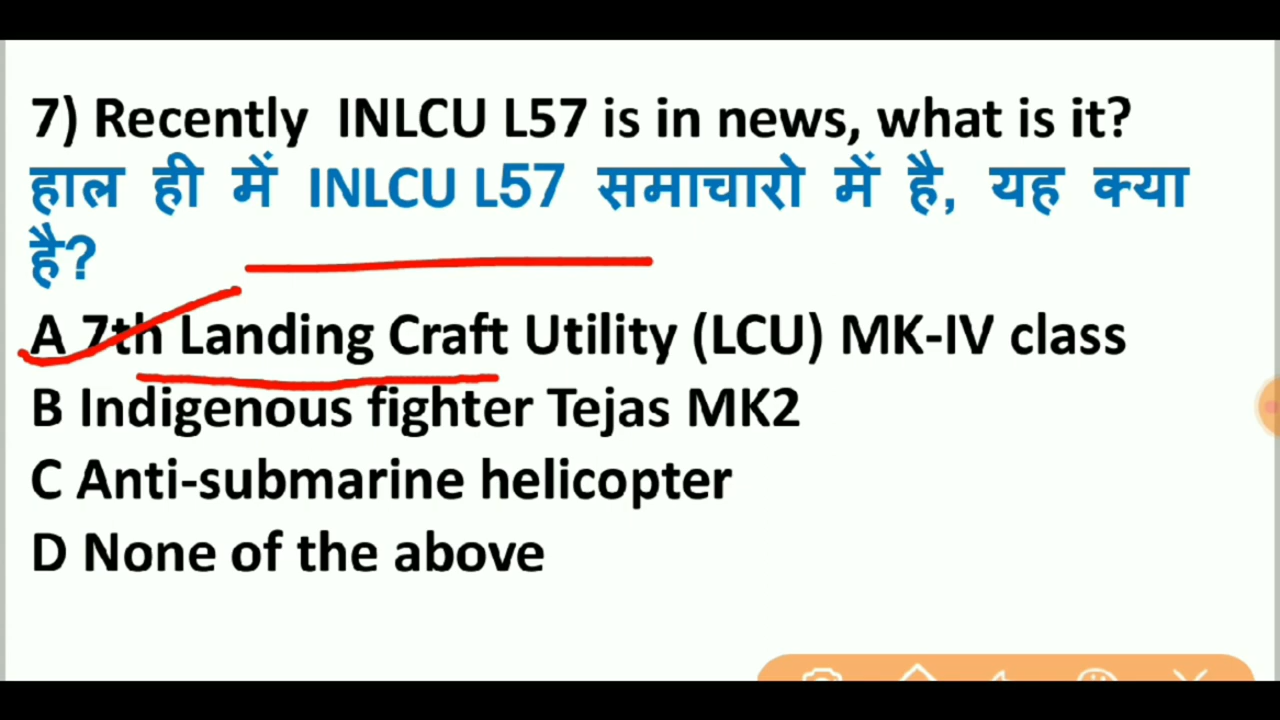 7) Recently INLCU L57 is in news, what is it?
हाल ही में INLCU L57 समाचारो में है, यह क्या
है?
A 7th Landing Craft Utility (LCU) MK-IV class
B Indigenous fighter Tejas MK2
C Anti-submarine helicopter
D None of the above